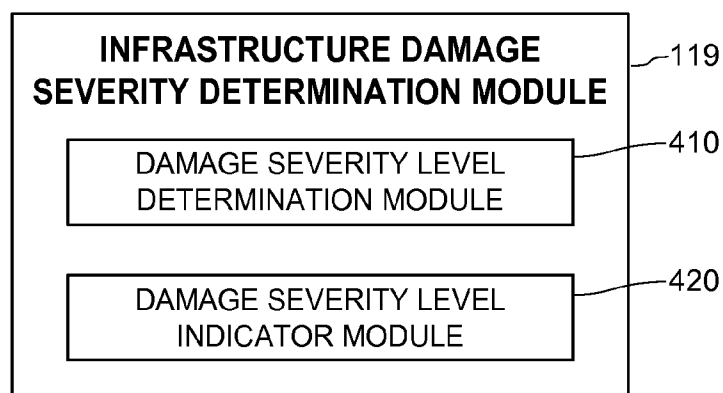 INFRASTRUCTURE DAMAGE
SEVERITY DETERMINATION MODULE
119
DAMAGE SEVERITY LEVEL
DETERMINATION MODULE
410
DAMAGE SEVERITY LEVEL
INDICATOR MODULE
420